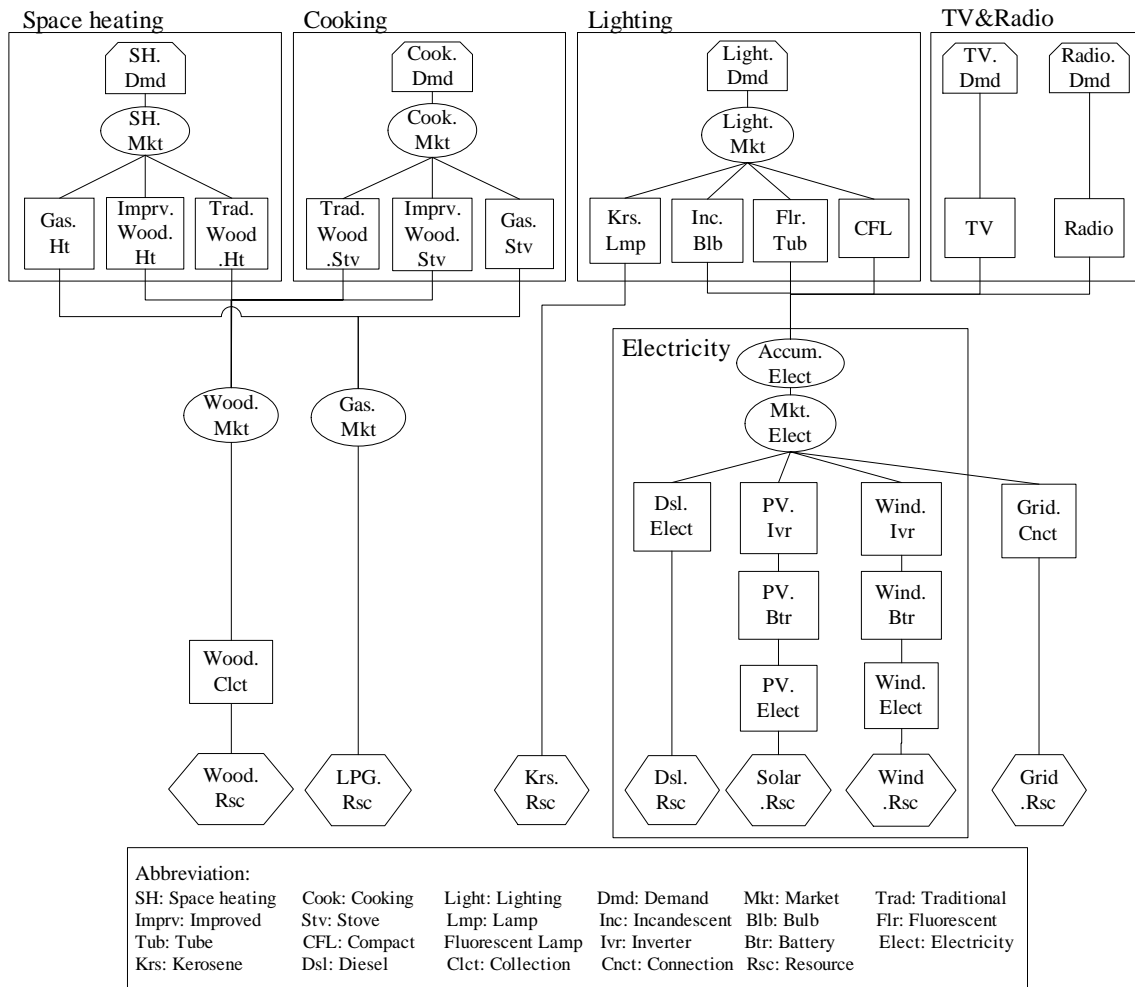 Space heating
Cooking
Lighting
TV&Radio
SH.
Dmd
Cook.
Dmd
Light.
Dmd
TV.
Dmd
Radio.
Dmd
SH.
Mkt
Cook.
Mkt
Light.
Mkt
Gas.
Ht
Imprv.
Wood.
Ht
Trad.
Wood
.Ht
Trad.
Wood
.Stv
Imprv.
Wood.
Stv
Gas.
Stv
Krs.
Lmp
Inc.
Blb
Flr.
Tub
CFL
TV
Radio
Electricity
Accum.
Elect
Wood.
Mkt
Gas.
Mkt
Mkt.
Elect
Dsl.
Elect
PV.
Ivr
Wind.
Ivr
Grid.
Cnct
PV.
Btr
Wind.
Btr
Wood.
Clct
PV.
Elect
Wind.
Elect
Wood.
Rsc
LPG.
Rsc
Krs.
Rsc
Dsl.
Rsc
Solar
.Rsc
Wind
.Rsc
Grid
.Rsc
Abbreviation:
SH: Space heating Cook: Cooking Light: Lighting Dmd: Demand Mkt: Market Trad: Traditional
Imprv: Improved Stv: Stove Lmp: Lamp Inc: Incandescent Blb: Bulb Flr: Fluorescent
Tub: Tube CFL: Compact Fluorescent Lamp Ivr: Inverter Btr: Battery Elect: Electricity
Krs: Kerosene Dsl: Diesel Clct: Collection Cnct: Connection Rsc: Resource